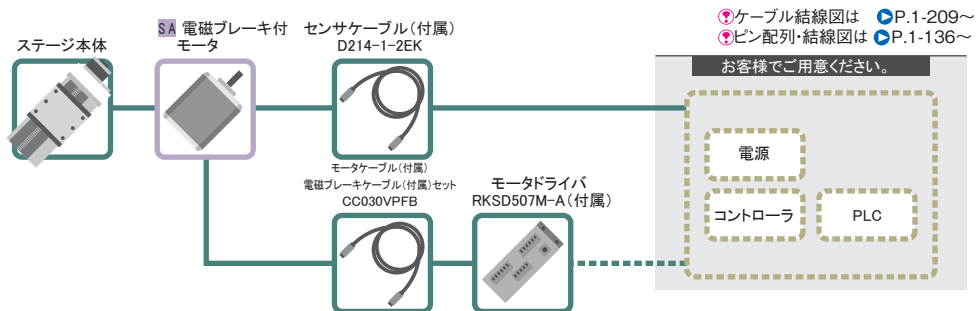 ケーブル結線図は P.1-209～
ピン配列・結線図は P.1-136～
お客様でご用意ください。
ステージ本体
SA 電磁ブレーキ付
モータ
センサケーブル(付属)
D214-1-2EK
モータケーブル(付属)
電磁ブレーキケーブル(付属)セット
CC030VPFB
モータドライバ
RKSD507M-A(付属)
電源
コントローラ
PLC